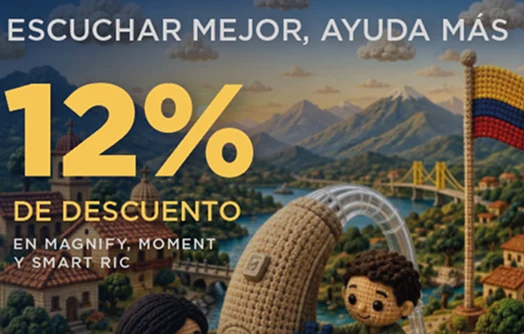 ESCUCHAR MEJOR, AYUDA MÁS
12%
DE DESCUENTO
EN MAGNIFY, MOMENT
Y SMART RIC